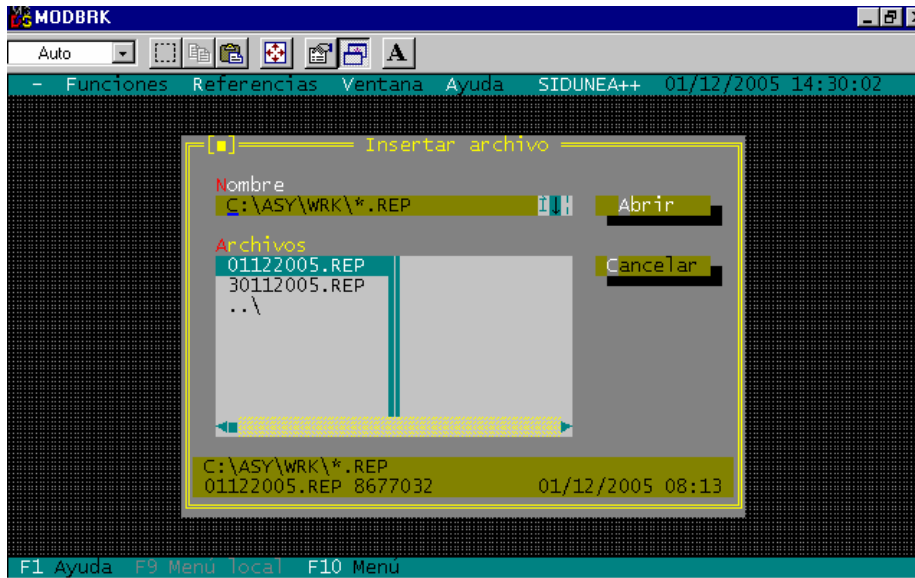 MODBRK
Auto A
- Funciones Referencias Ventana Ayuda SIDUNEA++ 01/12/2005 14:30:02
Insertar archivo
Nombre
C:\ASY\WRK\*.REP Abrir
Archivos
01122005.REP Cancelar
30112005.REP
..\
C:\ASY\WRK\*.REP
01122005.REP 8677032 01/12/2005 08:13
F1 Ayuda F9 Menú local F10 Menú